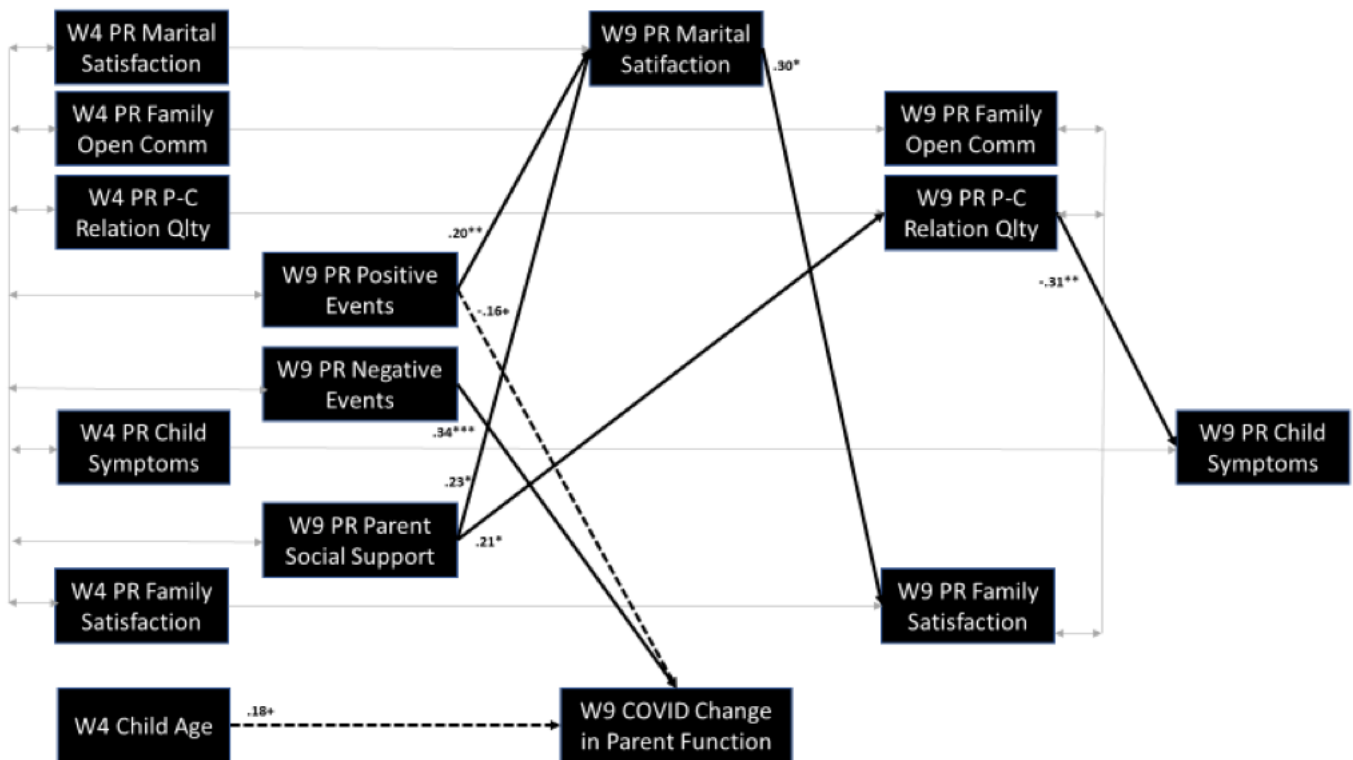 W4 PR Marital
Satisfaction
W9 PR Marital
Satifaction
.30*
W4 PR Family
Open Comm
W9 PR Family
Open Comm
W4 PR P-C
Relation Qlty
W9 PR P-C
Relation Qlty
.20**
W9 PR Positive
Events
-.16+
-.31**
W9 PR Negative
Events
.34***
W4 PR Child
Symptoms
W9 PR Child
Symptoms
.23*
W9 PR Parent
Social Support
.21*
W4 PR Family
Satisfaction
W9 PR Family
Satisfaction
W4 Child Age
.18+
W9 COVID Change
in Parent Function